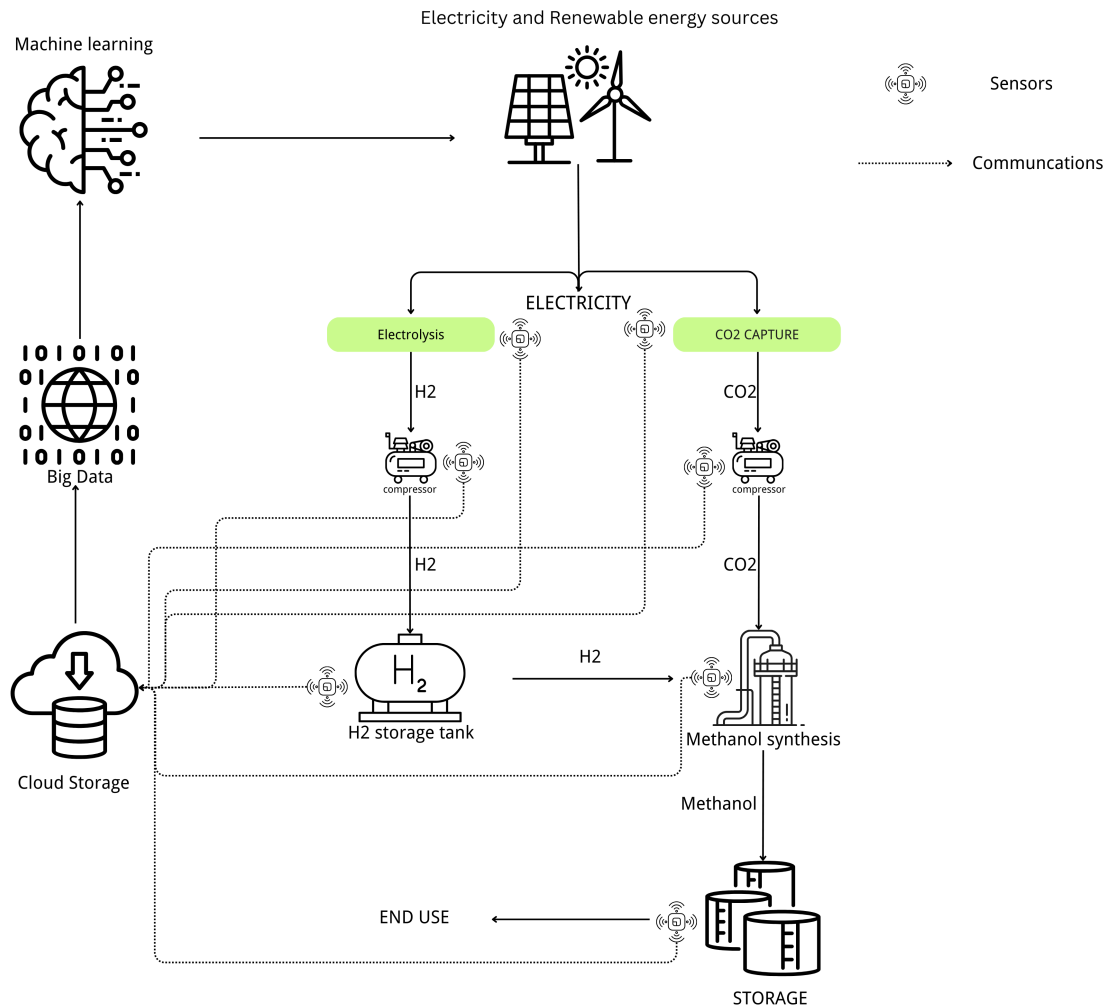 Electricity and Renewable energy sources
Machine learning
Sensors
Communcations
ELECTRICITY
Electrolysis
CO2 CAPTURE
H2
CO2
Big Data
compressor
compressor
H2
CO2
H2
H2
H2 storage tank
Methanol synthesis
Cloud Storage
Methanol
END USE
STORAGE